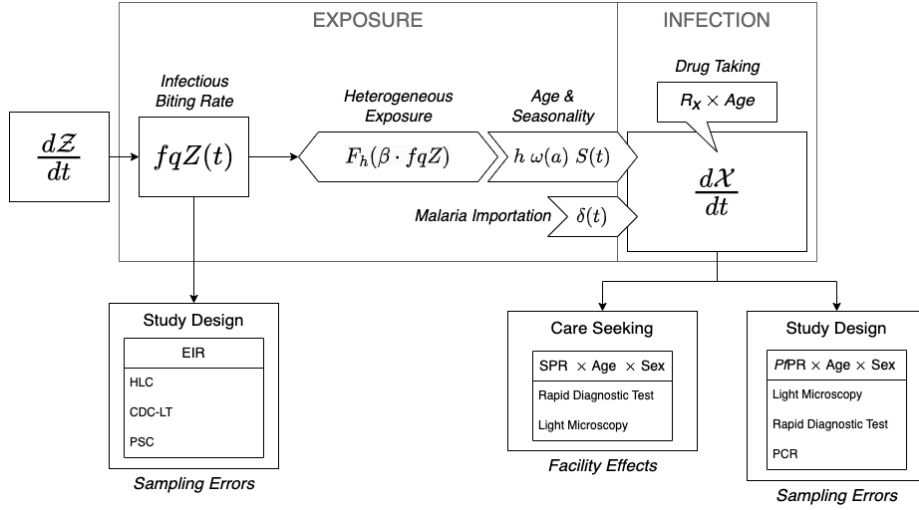 EXPOSURE
INFECTION
Infectious
Biting Rate
Heterogeneous
Exposure
Age &
Seasonality
Drug Taking
R_x × Age
d𝒵
dt
fqZ(t)
F_h(β · fqZ)
h ω(a) S(t)
d𝒳
dt
Malaria Importation
δ(t)
Study Design
EIR
HLC
CDC-LT
PSC
Sampling Errors
Care Seeking
SPR × Age × Sex
Rapid Diagnostic Test
Light Microscopy
Facility Effects
Study Design
PfPR × Age × Sex
Light Microscopy
Rapid Diagnostic Test
PCR
Sampling Errors